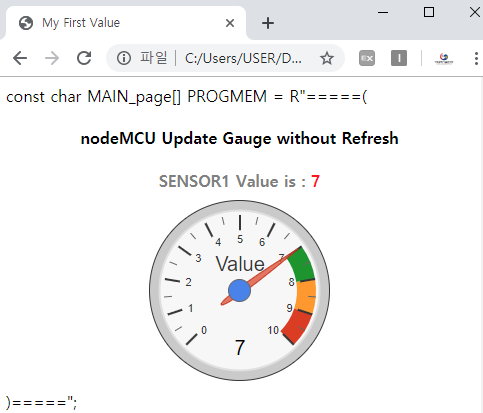 My First Value
파일
C:/Users/USER/D...
const char MAIN_page[] PROGMEM = R"=====(
nodeMCU Update Gauge without Refresh
SENSOR1 Value is : 7
Value
0
1
2
3
4
5
6
7
8
9
10
7
)=====";